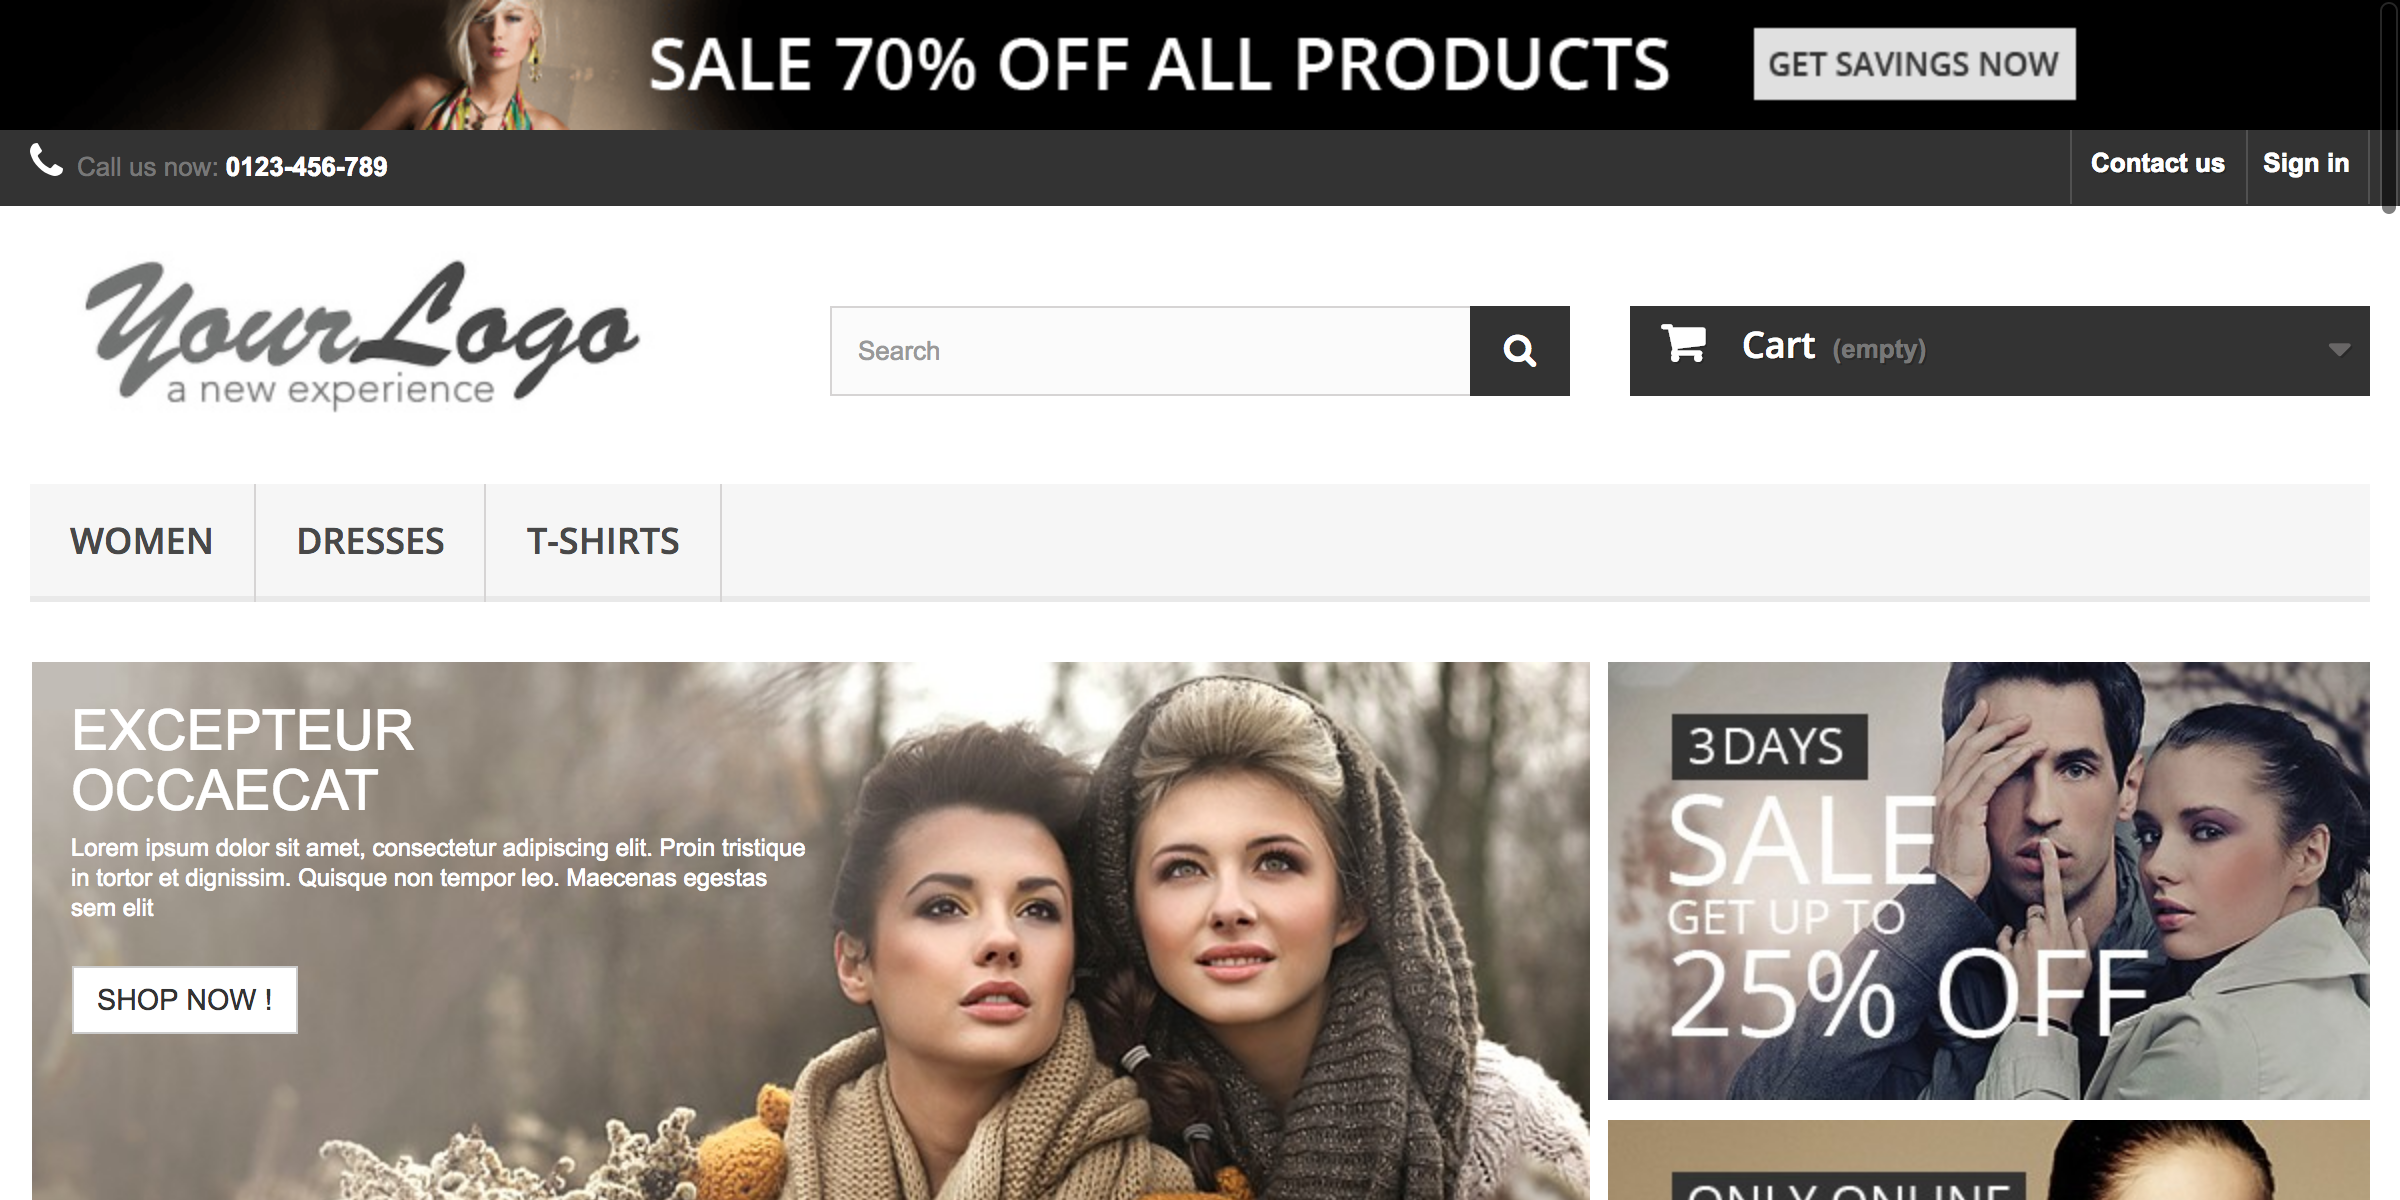 SALE 70% OFF ALL PRODUCTS
GET SAVINGS NOW
Call us now: 0123-456-789
Contact us
Sign in
YourLogo
a new experience
Search
Cart (empty)
WOMEN
DRESSES
T-SHIRTS
EXCEPTEUR
OCCAECAT
Lorem ipsum dolor sit amet, consectetur adipiscing elit. Proin tristique
in tortor et dignissim. Quisque non tempor leo. Maecenas egestas
sem elit
SHOP NOW !
3 DAYS
SALE
GET UP TO
25% OFF
ONLY ONLINE